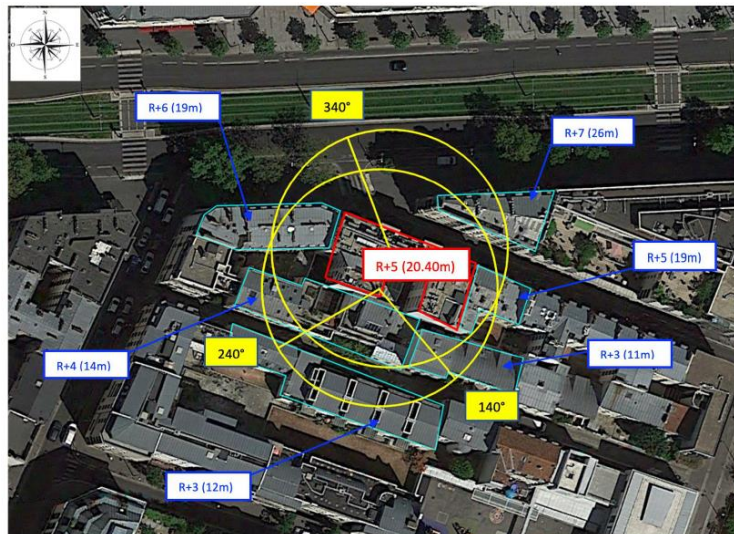 N
O
E
S
R+6 (19m)
340°
R+7 (26m)
R+5 (20.40m)
R+5 (19m)
240°
R+4 (14m)
R+3 (11m)
140°
R+3 (12m)